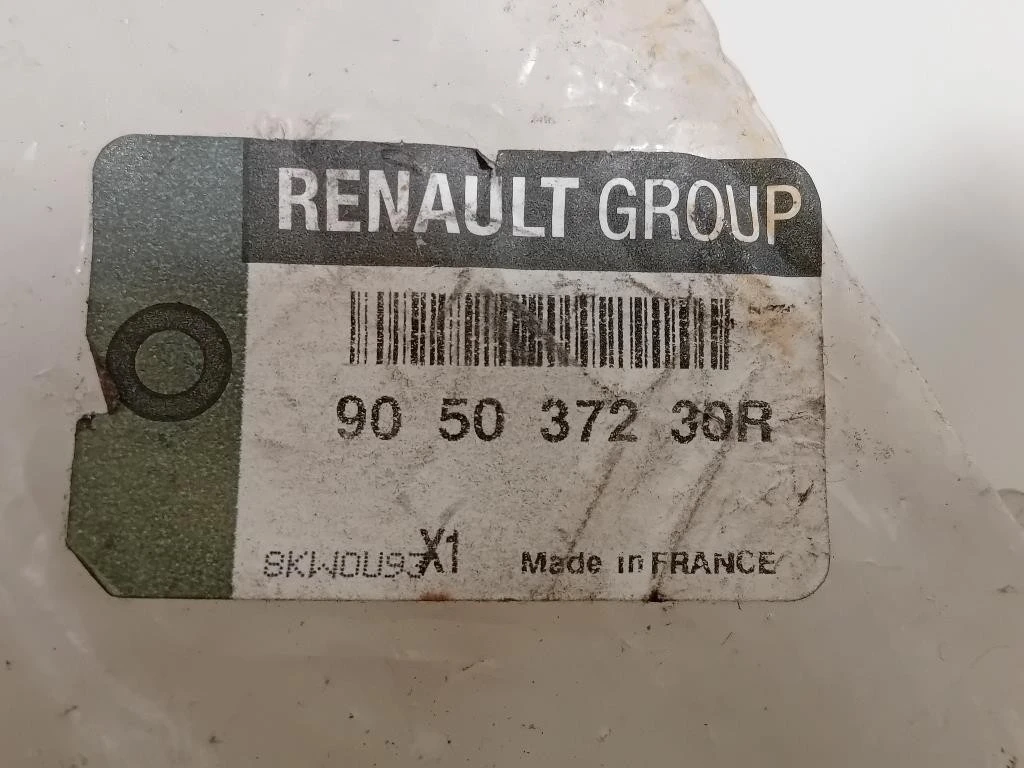 RENAULT GROUP
90 50 372 30R
8KW0U93 X1 Made in FRANCE